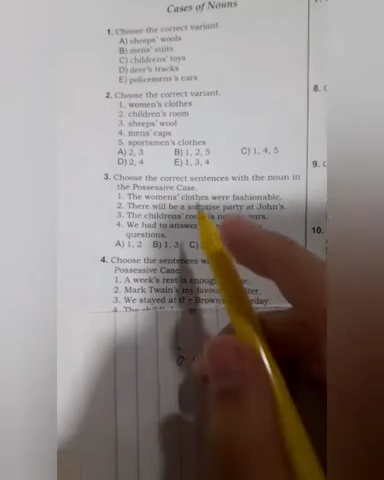 Cases of Nouns
1. Choose the correct variant.
A) sheeps' wools
B) mens' suits
C) childrens' toys
D) deer's tracks
E) policemens's cars
2. Choose the correct variant.
1. women's clothes
2. children's room
3. sheeps' wool
4. mens' caps
5. sportsmen's clothes
A) 2, 3 B) 1, 2, 5 C) 1, 4, 5
D) 2, 4 E) 1, 3, 4
3. Choose the correct sentences with the noun in
the Possessive Case.
1. The womens' clothes were fashionable.
2. There will be a surprise party at John's.
3. The childrens' ours.
4. We had to answer
questions.
A) 1, 2 B) 1, 3 C)
4. Choose the sentences
Possessive Case.
1. A week's rest is
2. Mark Twain's my
3. We stayed at the
4. The
8.
9.
10.